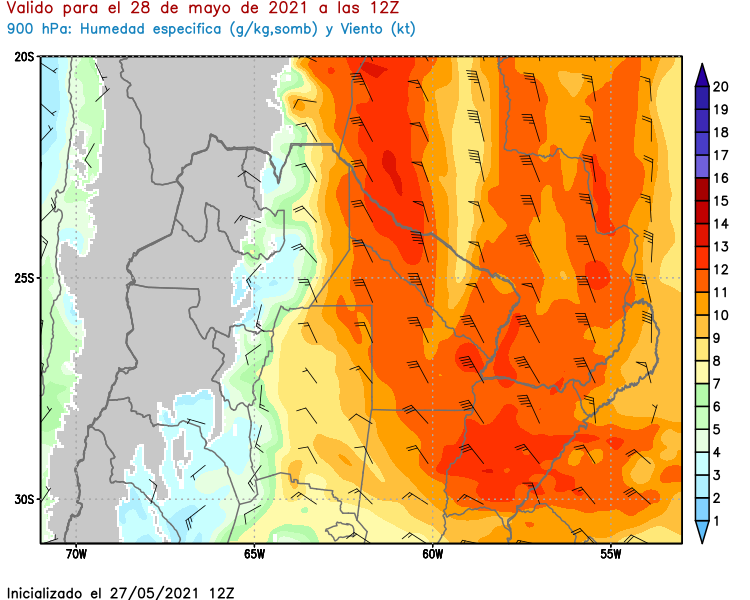 Valido para el 28 de mayo de 2021 a las 12Z
900 hPa: Humedad especifica (g/kg,somb) y Viento (kt)
20S
25S
30S
70W
65W
60W
55W
20
19
18
17
16
15
14
13
12
11
10
9
8
7
6
5
4
3
2
1
Inicializado el 27/05/2021 12Z